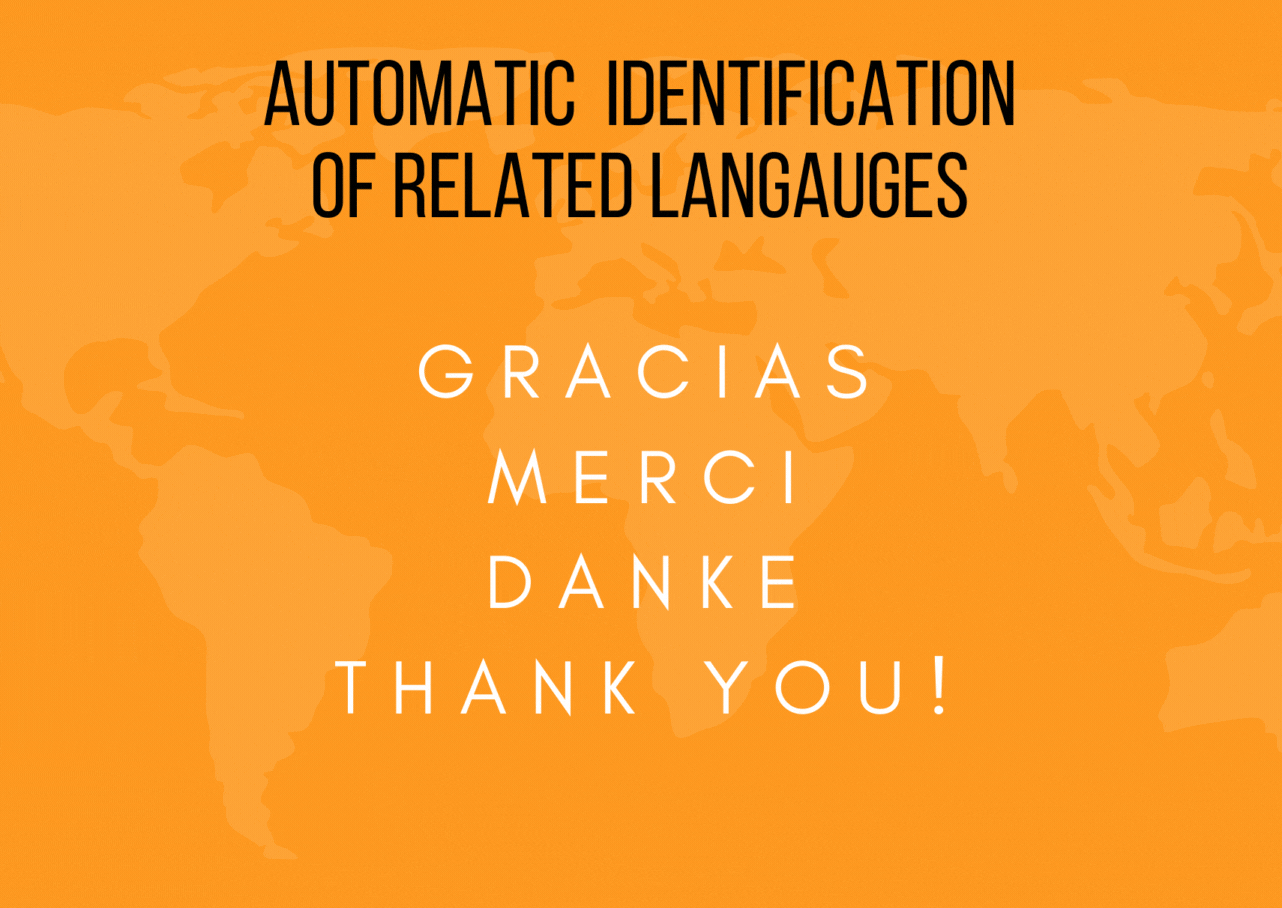 AUTOMATIC IDENTIFICATION
OF RELATED LANGAUGES
GRACIAS
MERCI
DANKE
THANK YOU!